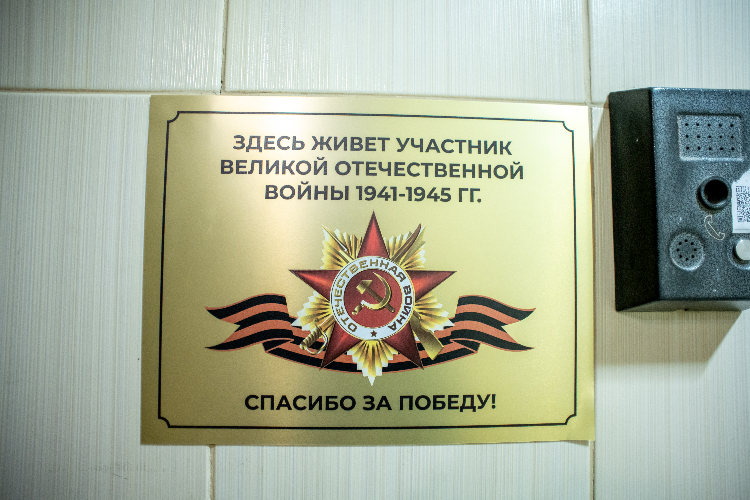 ЗДЕСЬ ЖИВЕТ УЧАСТНИК
ВЕЛИКОЙ ОТЕЧЕСТВЕННОЙ
ВОЙНЫ 1941-1945 ГГ.
ОТЕЧЕСТВЕННАЯ ВОЙНА
СПАСИБО ЗА ПОБЕДУ!